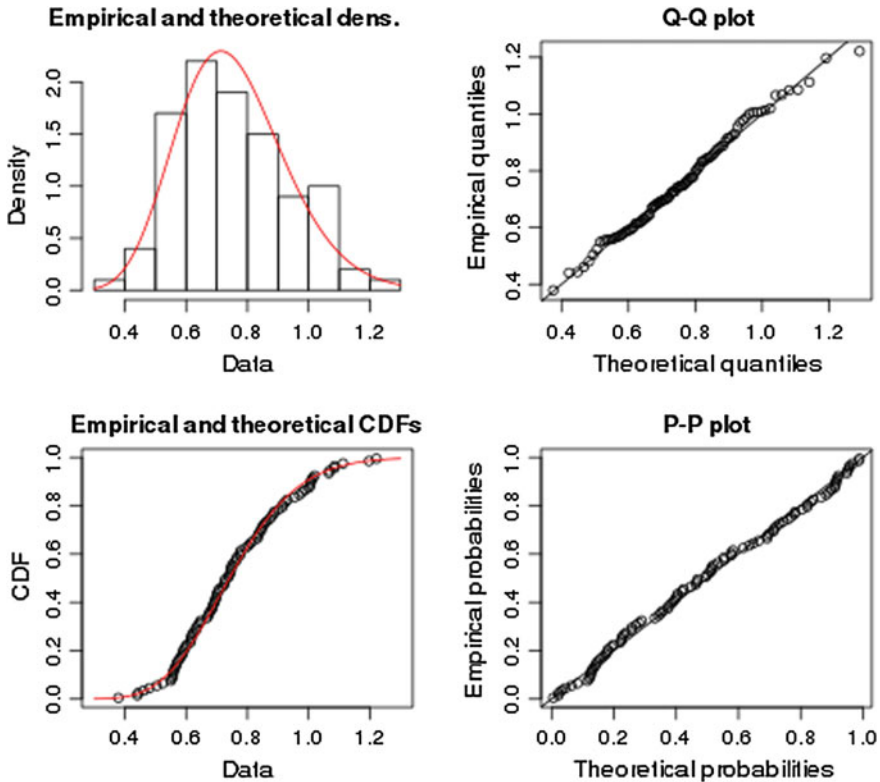 Empirical and theoretical dens.
Density
0.0 0.5 1.0 1.5 2.0
0.4 0.6 0.8 1.0 1.2
Data
Q-Q plot
Empirical quantiles
0.4 0.6 0.8 1.0 1.2
0.4 0.6 0.8 1.0 1.2
Theoretical quantiles
Empirical and theoretical CDFs
CDF
0.0 0.2 0.4 0.6 0.8 1.0
0.4 0.6 0.8 1.0 1.2
Data
P-P plot
Empirical probabilities
0.0 0.2 0.4 0.6 0.8 1.0
0.0 0.2 0.4 0.6 0.8 1.0
Theoretical probabilities